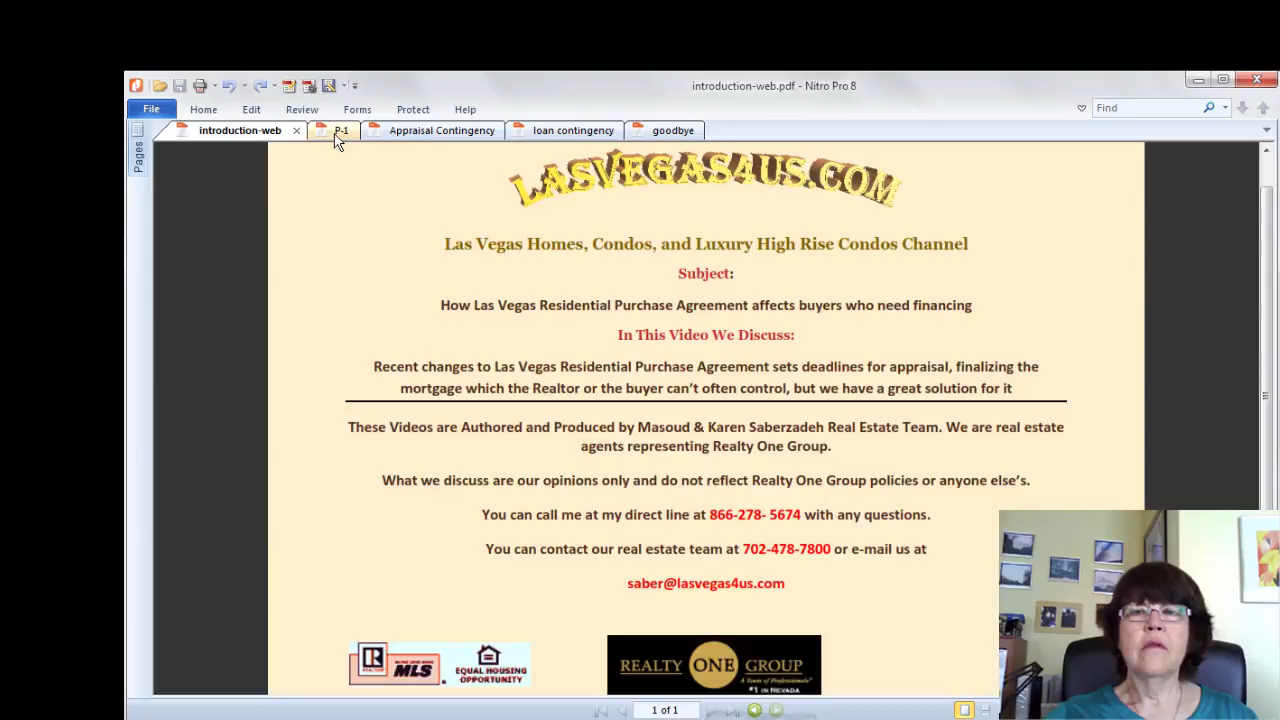 introduction-web.pdf - Nitro Pro 8
File Home Edit Review Forms Protect Help Find
introduction-web P-1 Appraisal Contingency loan contingency goodbye
Pages
LASVEGAS4US.COM
Las Vegas Homes, Condos, and Luxury High Rise Condos Channel
Subject:
How Las Vegas Residential Purchase Agreement affects buyers who need financing
In This Video We Discuss:
Recent changes to Las Vegas Residential Purchase Agreement sets deadlines for appraisal, finalizing the
mortgage which the Realtor or the buyer can't often control, but we have a great solution for it
These Videos are Authored and Produced by Masoud & Karen Saberzadeh Real Estate Team. We are real estate
agents representing Realty One Group.
What we discuss are our opinions only and do not reflect Realty One Group policies or anyone else's.
You can call me at my direct line at 866-278- 5674 with any questions.
You can contact our real estate team at 702-478-7800 or e-mail us at
saber@lasvegas4us.com
R MLS
EQUAL HOUSING
OPPORTUNITY
REALTY ONE GROUP
A Team of Professionals
#1 IN NEVADA
1 of 1